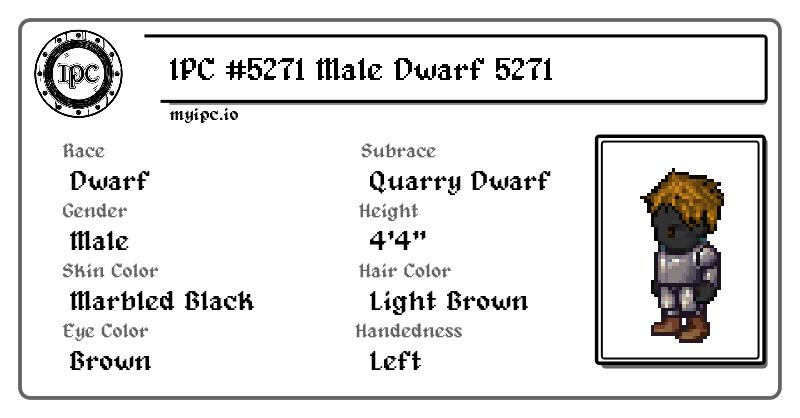 IPC
IPC #5271 Male Dwarf 5271
myipc.io
Race
Dwarf
Subrace
Quarry Dwarf
Gender
Male
Height
4'4"
Skin Color
Marbled Black
Hair Color
Light Brown
Eye Color
Brown
Handedness
Left